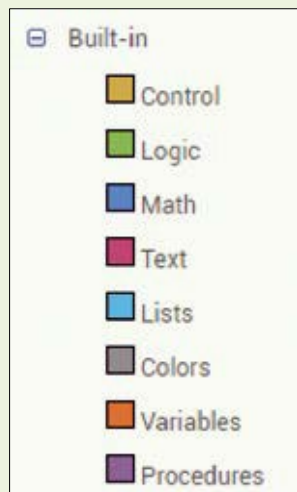 Built-in
Control
Logic
Math
Text
Lists
Colors
Variables
Procedures